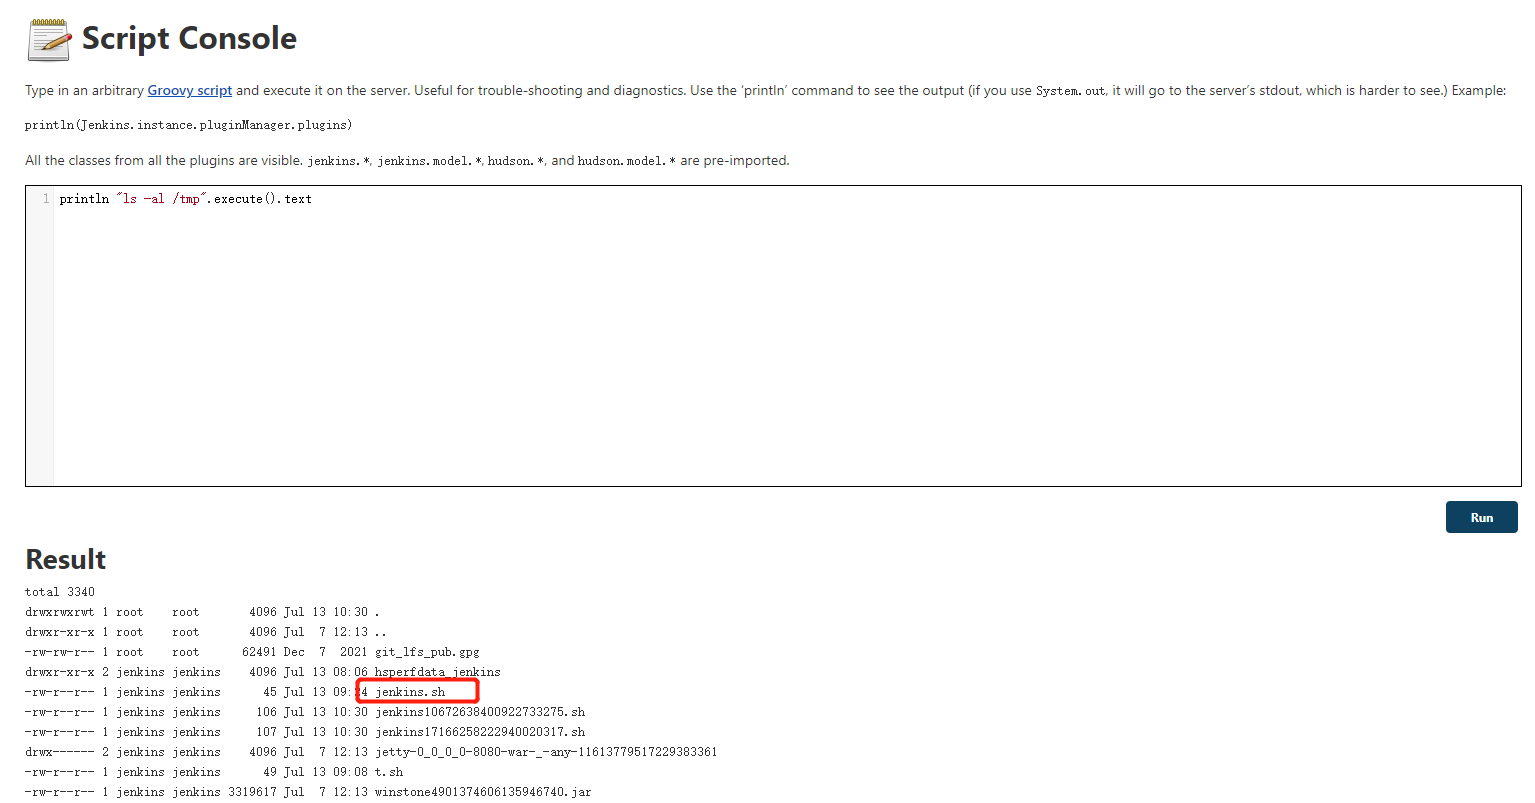 Script Console
Type in an arbitrary Groovy script and execute it on the server. Useful for trouble-shooting and diagnostics. Use the ‘println’ command to see the output (if you use System.out, it will go to the server’s stdout, which is harder to see.) Example:
println(Jenkins.instance.pluginManager.plugins)
All the classes from all the plugins are visible. jenkins.*, jenkins.model.*, hudson.*, and hudson.model.* are pre-imported.
1 println "ls -al /tmp".execute().text
Run
Result
total 3340
drwxrwxrwt 1 root    root       4096 Jul 13 10:30 .
drwxr-xr-x 1 root    root       4096 Jul  7 12:13 ..
-rw-rw-r-- 1 root    root      62491 Dec  7  2021 git_lfs_pub.gpg
drwxr-xr-x 2 jenkins jenkins    4096 Jul 13 08:06 hsperfdata_jenkins
-rw-r--r-- 1 jenkins jenkins      45 Jul 13 09:24 jenkins.sh
-rw-r--r-- 1 jenkins jenkins     106 Jul 13 10:30 jenkins10672638400922733275.sh
-rw-r--r-- 1 jenkins jenkins     107 Jul 13 10:30 jenkins17166258222940020317.sh
drwx------ 2 jenkins jenkins    4096 Jul  7 12:13 jetty-0_0_0_0-8080-war-_-any-11613779517229383361
-rw-r--r-- 1 jenkins jenkins      49 Jul 13 09:08 t.sh
-rw-r--r-- 1 jenkins jenkins 3319617 Jul  7 12:13 winstone4901374606135946740.jar